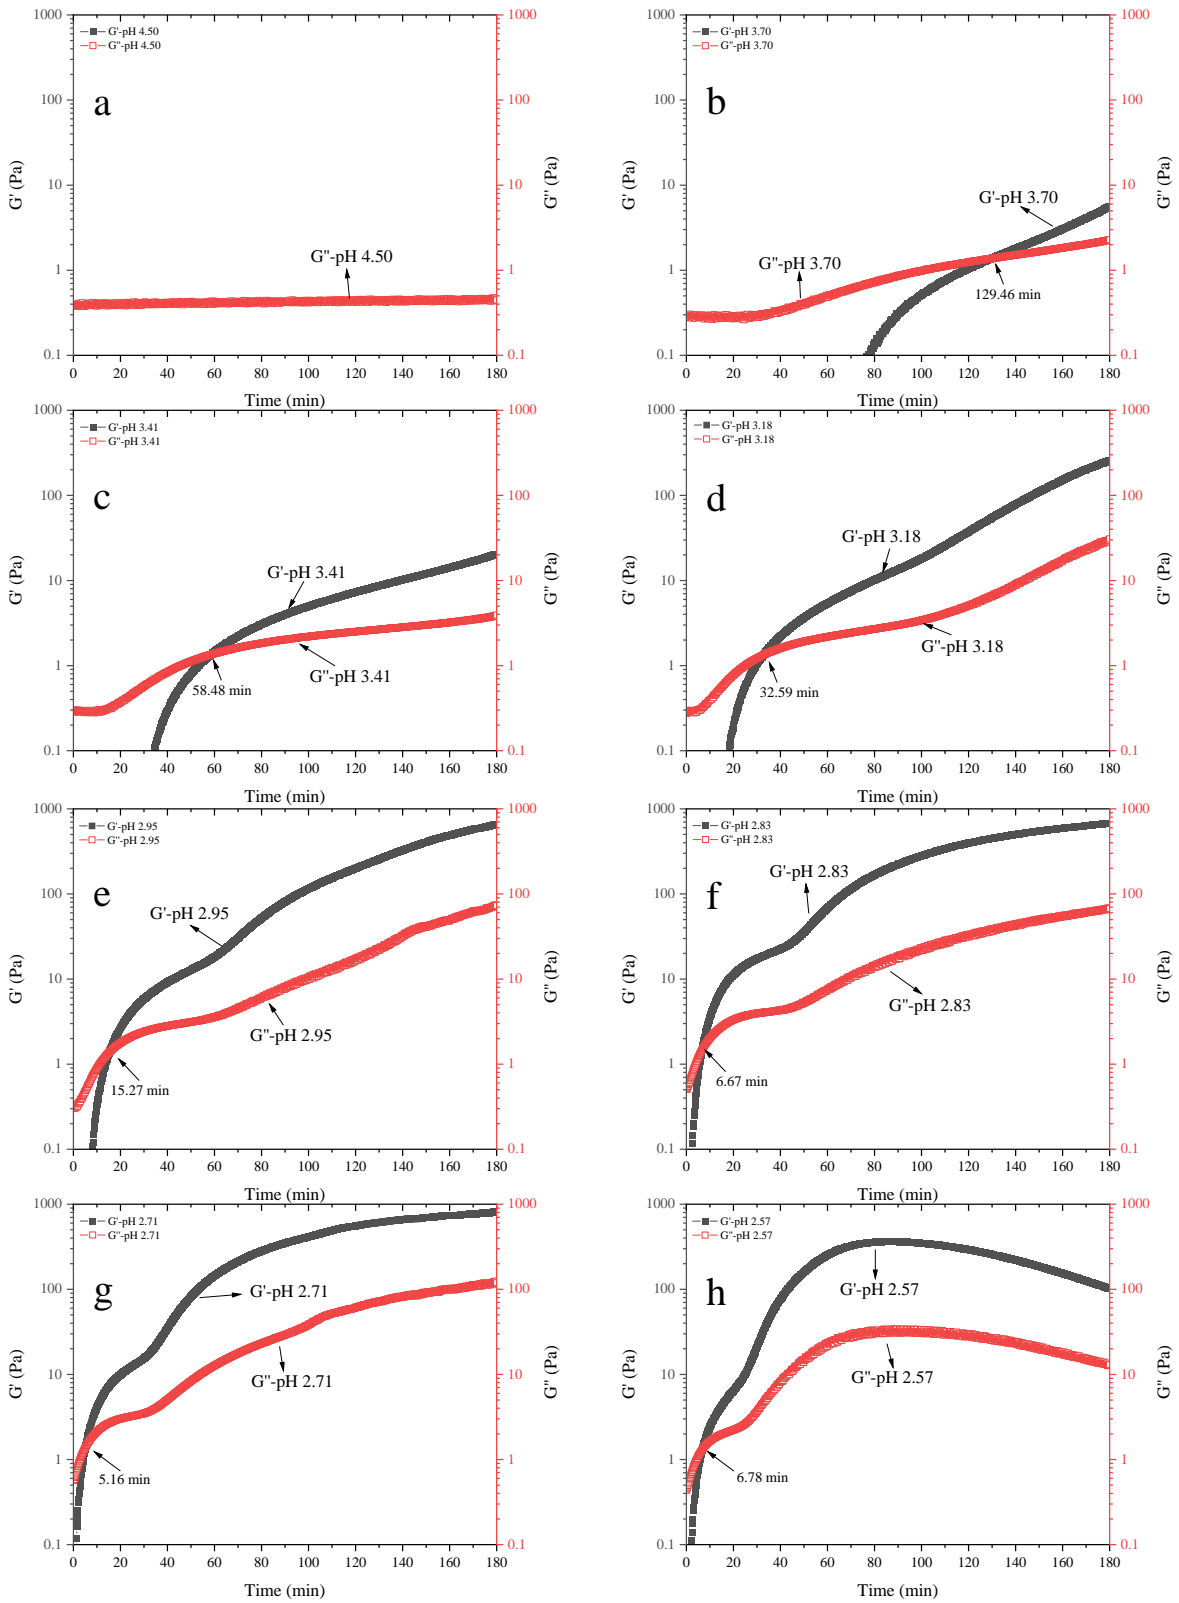 G'-pH 4.50
G''-pH 4.50
a
G''-pH 4.50
1000
100
10
1
0.1
1000
100
10
1
0.1
0 20 40 60 80 100 120 140 160 180
G' (Pa)
G'' (Pa)
Time (min)
G'-pH 3.70
G''-pH 3.70
b
G'-pH 3.70
G''-pH 3.70
129.46 min
1000
100
10
1
0.1
1000
100
10
1
0.1
0 20 40 60 80 100 120 140 160 180
G' (Pa)
G'' (Pa)
Time (min)
G'-pH 3.41
G''-pH 3.41
c
G'-pH 3.41
G''-pH 3.41
58.48 min
1000
100
10
1
0.1
1000
100
10
1
0.1
0 20 40 60 80 100 120 140 160 180
G' (Pa)
G'' (Pa)
Time (min)
G'-pH 3.18
G''-pH 3.18
d
G'-pH 3.18
G''-pH 3.18
32.59 min
1000
100
10
1
0.1
1000
100
10
1
0.1
0 20 40 60 80 100 120 140 160 180
G' (Pa)
G'' (Pa)
Time (min)
G'-pH 2.95
G''-pH 2.95
e
G'-pH 2.95
G''-pH 2.95
15.27 min
1000
100
10
1
0.1
1000
100
10
1
0.1
0 20 40 60 80 100 120 140 160 180
G' (Pa)
G'' (Pa)
Time (min)
G'-pH 2.83
G''-pH 2.83
f
G'-pH 2.83
G''-pH 2.83
6.67 min
1000
100
10
1
0.1
1000
100
10
1
0.1
0 20 40 60 80 100 120 140 160 180
G' (Pa)
G'' (Pa)
Time (min)
G'-pH 2.71
G''-pH 2.71
g
G'-pH 2.71
G''-pH 2.71
5.16 min
1000
100
10
1
0.1
1000
100
10
1
0.1
0 20 40 60 80 100 120 140 160 180
G' (Pa)
G'' (Pa)
Time (min)
G'-pH 2.57
G''-pH 2.57
h
G'-pH 2.57
G''-pH 2.57
6.78 min
1000
100
10
1
0.1
1000
100
10
1
0.1
0 20 40 60 80 100 120 140 160 180
G' (Pa)
G'' (Pa)
Time (min)